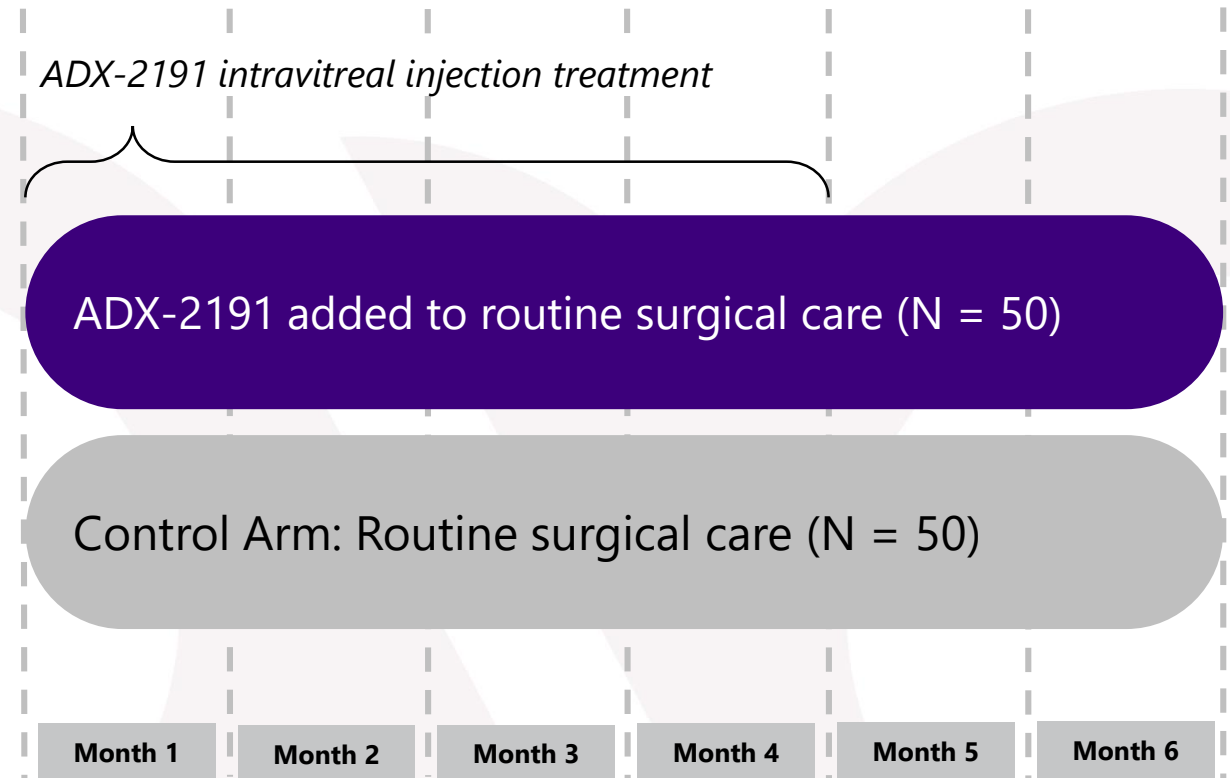 ADX-2191 intravitreal injection treatment
ADX-2191 added to routine surgical care (N = 50)
Control Arm: Routine surgical care (N = 50)
Month 1
Month 2
Month 3
Month 4
Month 5
Month 6